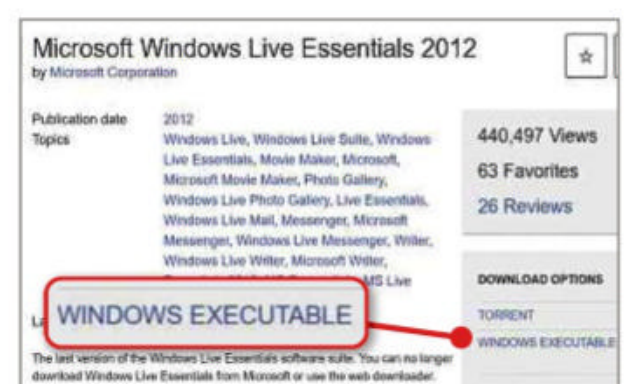 Microsoft Windows Live Essentials 2012
by Microsoft Corporation
Publication date 2012
Topics Windows Live, Windows Live Suite, Windows
Live Essentials, Movie Maker, Microsoft,
Microsoft Movie Maker, Photo Gallery,
Windows Live Photo Gallery, Live Essentials,
Windows Live Mail, Messenger, Microsoft
Messenger, Windows Live Messenger, Writer,
Windows Live Writer, Microsoft Writer,
MS Live
WINDOWS EXECUTABLE
The last version of the Windows Live Essentials software suite. You can no longer
download Windows Live Essentials from Microsoft or use the web downloader.
440,497 Views
63 Favorites
26 Reviews
DOWNLOAD OPTIONS
TORRENT
WINDOWS EXECUTABLE